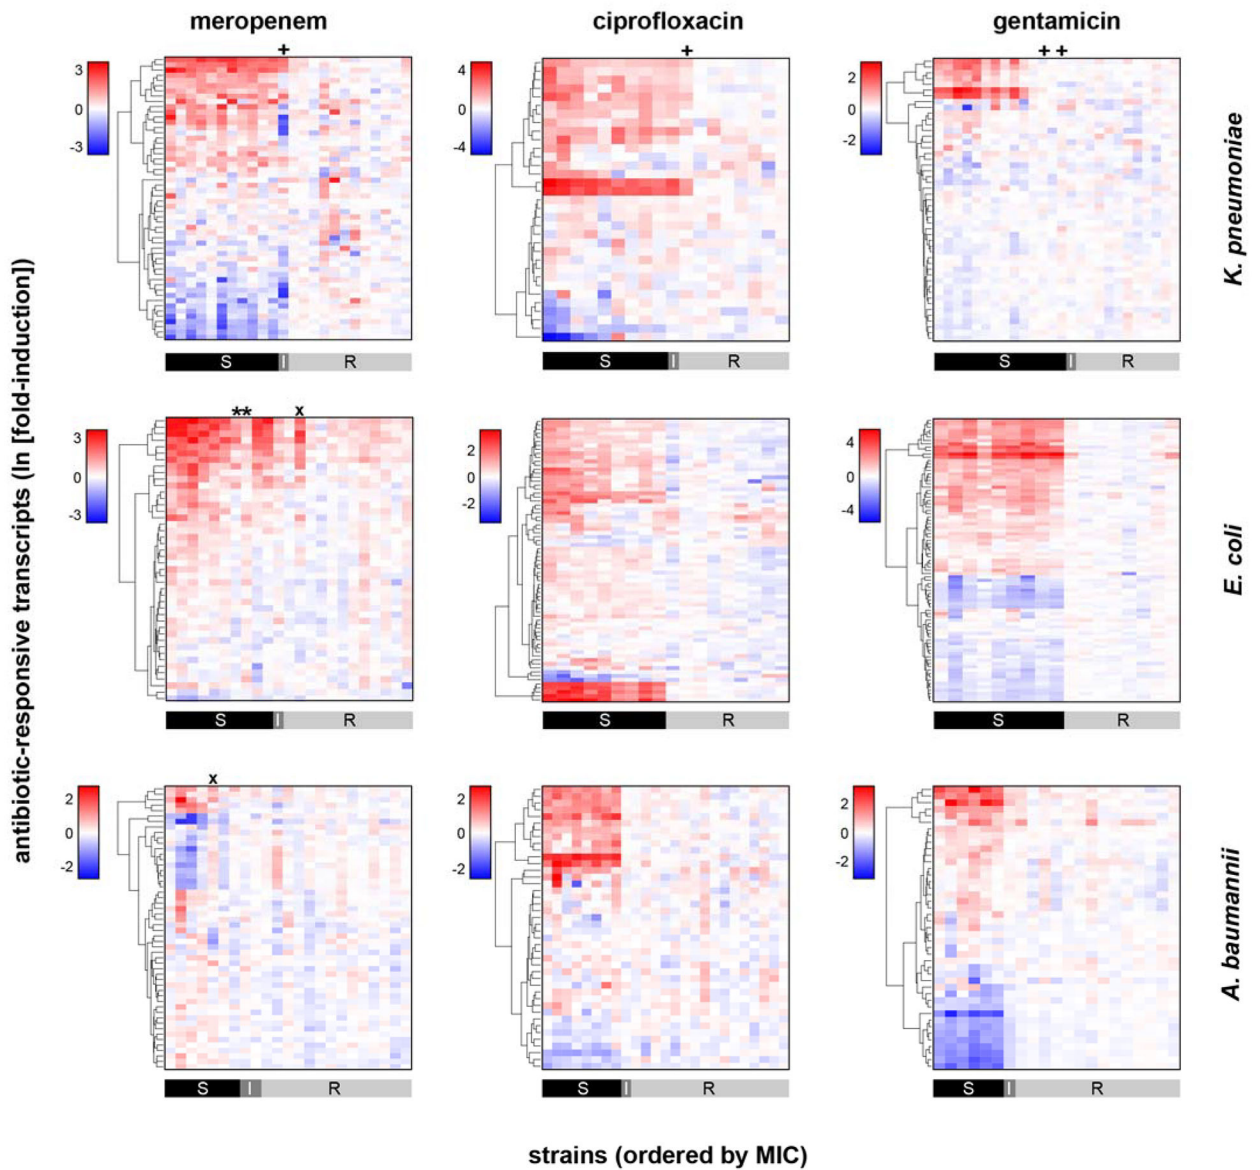 meropenem ciprofloxacin gentamicin
+ + + +
3 0 -3
4 0 -4
2 0 -2
K. pneumoniae
S I R
S I R
S I R
antibiotic-responsive transcripts (ln [fold-induction])
** x
3 0 -3
2 0 -2
4 0 -4
E. coli
S I R
S R
S R
x
2 0 -2
2 0 -2
2 0 -2
A. baumannii
S I R
S I R
S I R
strains (ordered by MIC)